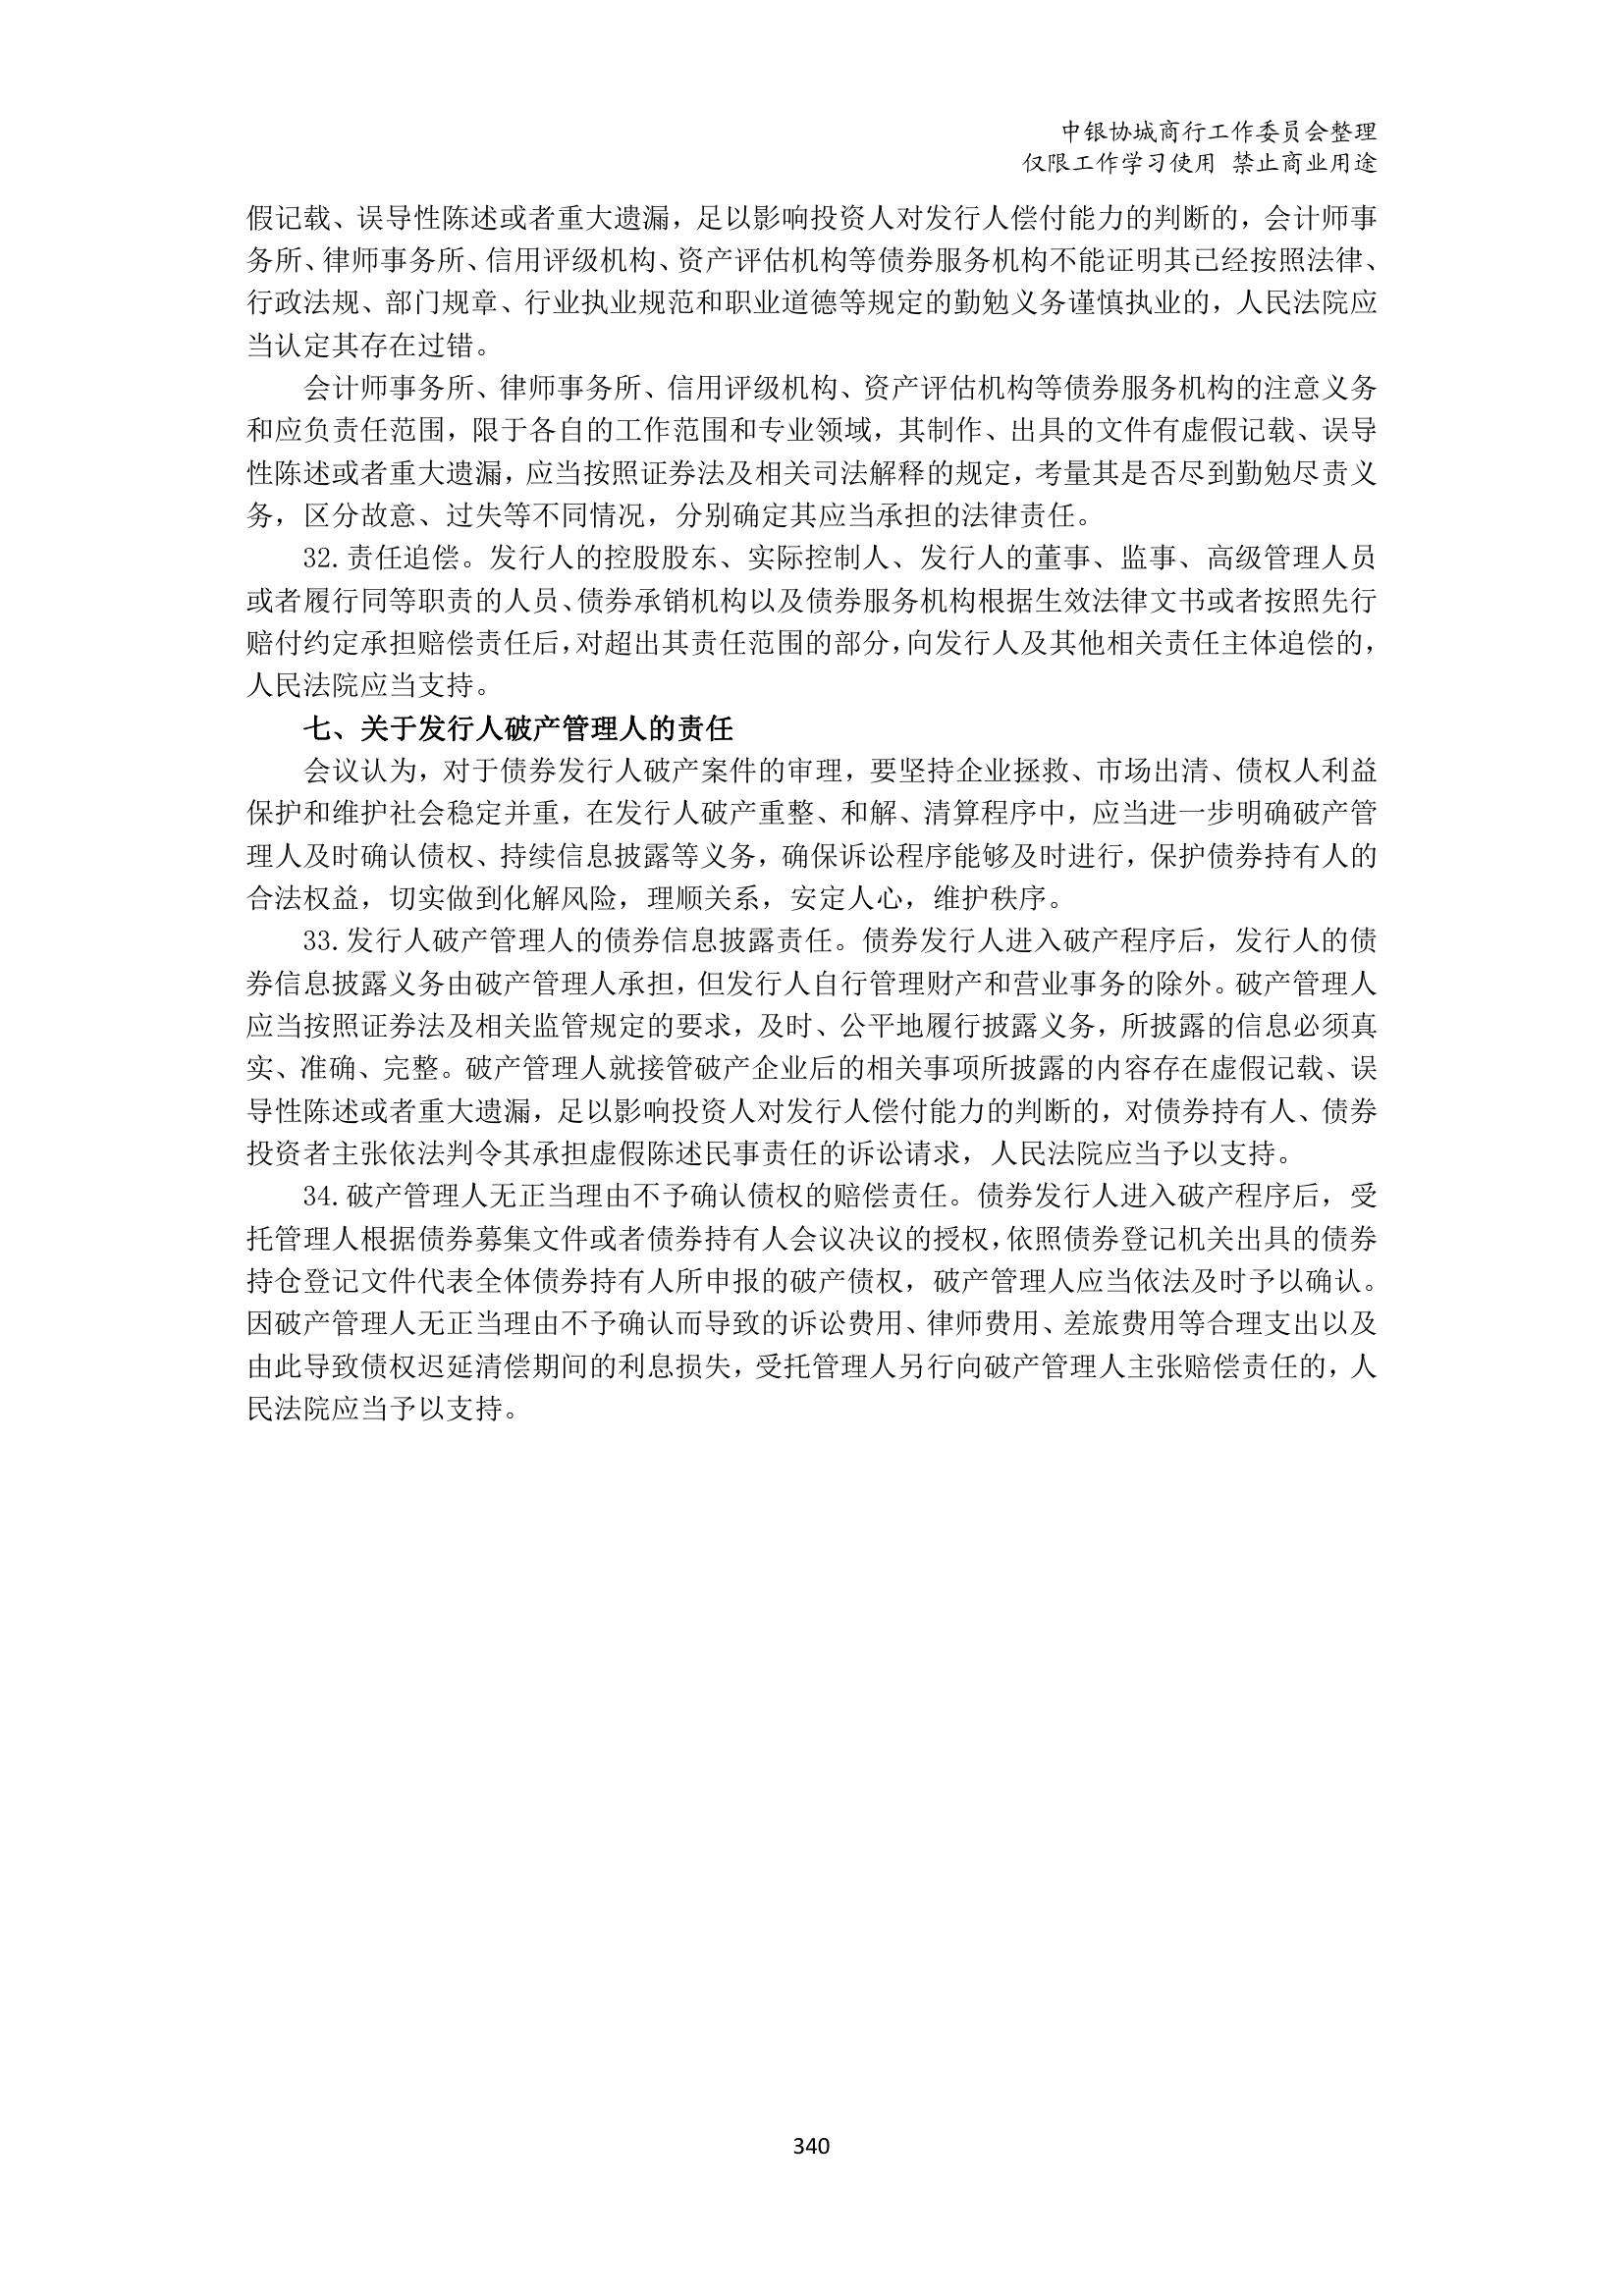 中银协城商行工作委员会整理
仅限工作学习使用 禁止商业用途
假记载、误导性陈述或者重大遗漏，足以影响投资人对发行人偿付能力的判断的，会计师事
务所、律师事务所、信用评级机构、资产评估机构等债券服务机构不能证明其已经按照法律、
行政法规、部门规章、行业执业规范和职业道德等规定的勤勉义务谨慎执业的，人民法院应
当认定其存在过错。
会计师事务所、律师事务所、信用评级机构、资产评估机构等债券服务机构的注意义务
和应负责任范围，限于各自的工作范围和专业领域，其制作、出具的文件有虚假记载、误导
性陈述或者重大遗漏，应当按照证券法及相关司法解释的规定，考量其是否尽到勤勉尽责义
务，区分故意、过失等不同情况，分别确定其应当承担的法律责任。
32.责任追偿。发行人的控股股东、实际控制人、发行人的董事、监事、高级管理人员
或者履行同等职责的人员、债券承销机构以及债券服务机构根据生效法律文书或者按照先行
赔付约定承担赔偿责任后，对超出其责任范围的部分，向发行人及其他相关责任主体追偿的，
人民法院应当支持。
七、关于发行人破产管理人的责任
会议认为，对于债券发行人破产案件的审理，要坚持企业拯救、市场出清、债权人利益
保护和维护社会稳定并重，在发行人破产重整、和解、清算程序中，应当进一步明确破产管
理人及时确认债权、持续信息披露等义务，确保诉讼程序能够及时进行，保护债券持有人的
合法权益，切实做到化解风险，理顺关系，安定人心，维护秩序。
33.发行人破产管理人的债券信息披露责任。债券发行人进入破产程序后，发行人的债
券信息披露义务由破产管理人承担，但发行人自行管理财产和营业事务的除外。破产管理人
应当按照证券法及相关监管规定的要求，及时、公平地履行披露义务，所披露的信息必须真
实、准确、完整。破产管理人就接管破产企业后的相关事项所披露的内容存在虚假记载、误
导性陈述或者重大遗漏，足以影响投资人对发行人偿付能力的判断的，对债券持有人、债券
投资者主张依法判令其承担虚假陈述民事责任的诉讼请求，人民法院应当予以支持。
34.破产管理人无正当理由不予确认债权的赔偿责任。债券发行人进入破产程序后，受
托管理人根据债券募集文件或者债券持有人会议决议的授权，依照债券登记机关出具的债券
持仓登记文件代表全体债券持有人所申报的破产债权，破产管理人应当依法及时予以确认。
因破产管理人无正当理由不予确认而导致的诉讼费用、律师费用、差旅费用等合理支出以及
由此导致债权迟延清偿期间的利息损失，受托管理人另行向破产管理人主张赔偿责任的，人
民法院应当予以支持。
340